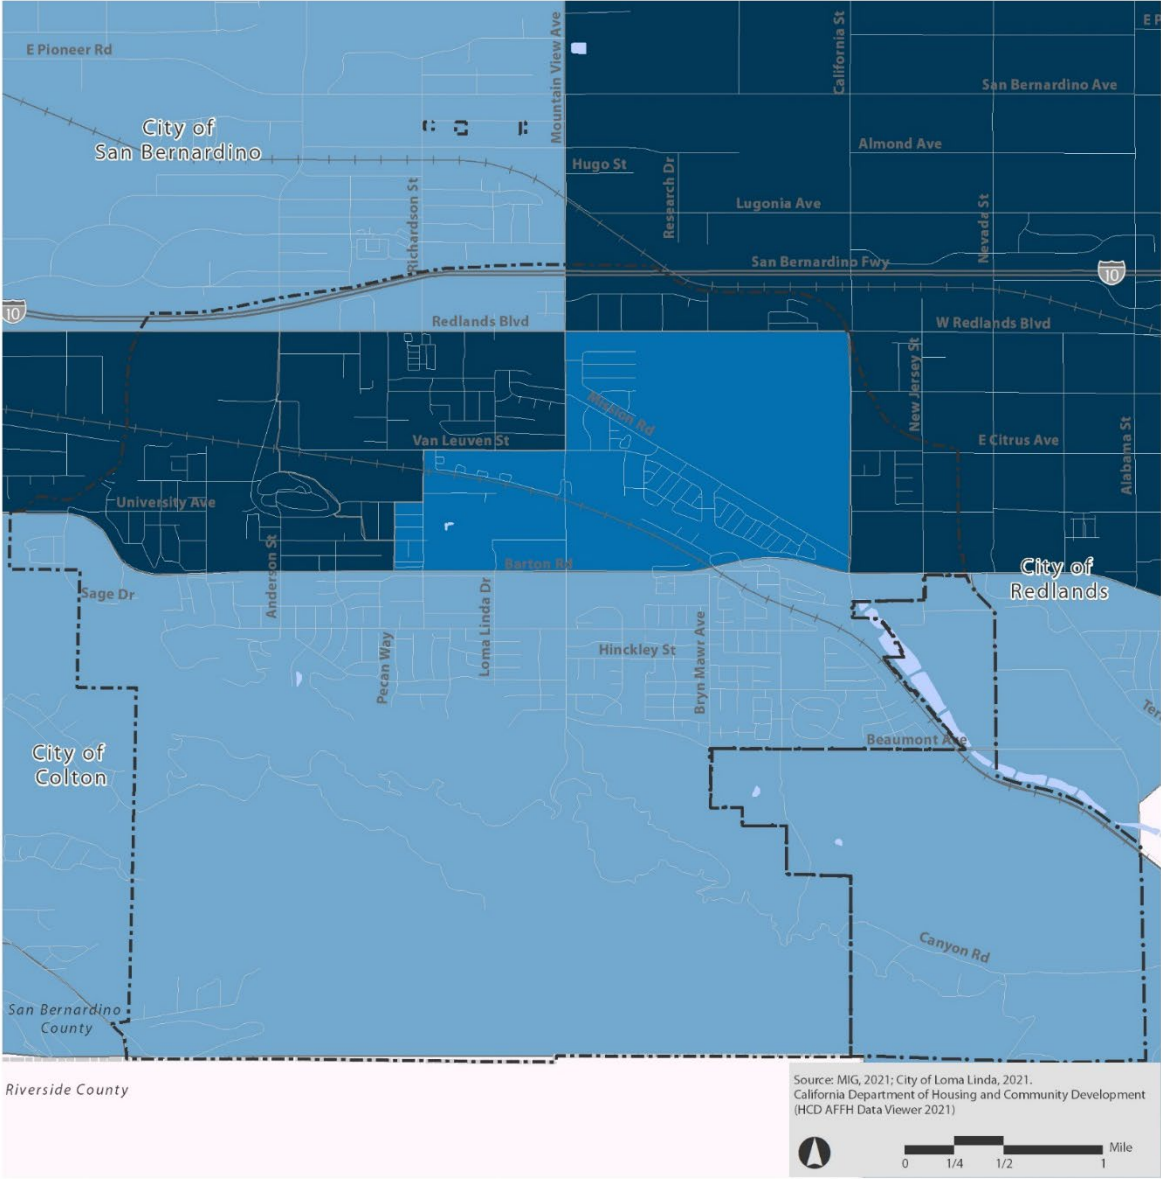 E Pioneer Rd
Mountain View Ave
California St
E P
San Bernardino Ave
City of
San Bernardino
Almond Ave
Hugo St
Research Dr
Richardson St
Lugonia Ave
Nevada St
San Bernardino Fwy
10
10
Redlands Blvd
W Redlands Blvd
New Jersey St
Mission Rd
Van Leuven St
E Citrus Ave
Alabama St
University Ave
Anderson St
Barton Rd
City of
Redlands
Sage Dr
Loma Linda Dr
Pecan Way
Hinckley St
Bryn Mawr Ave
Ter
City of
Colton
Beaumont Ave
Canyon Rd
San Bernardino
County
Riverside County
Source: MIG, 2021; City of Loma Linda, 2021.
California Department of Housing and Community Development
(HCD AFFH Data Viewer 2021)
Mile
0 1/4 1/2 1